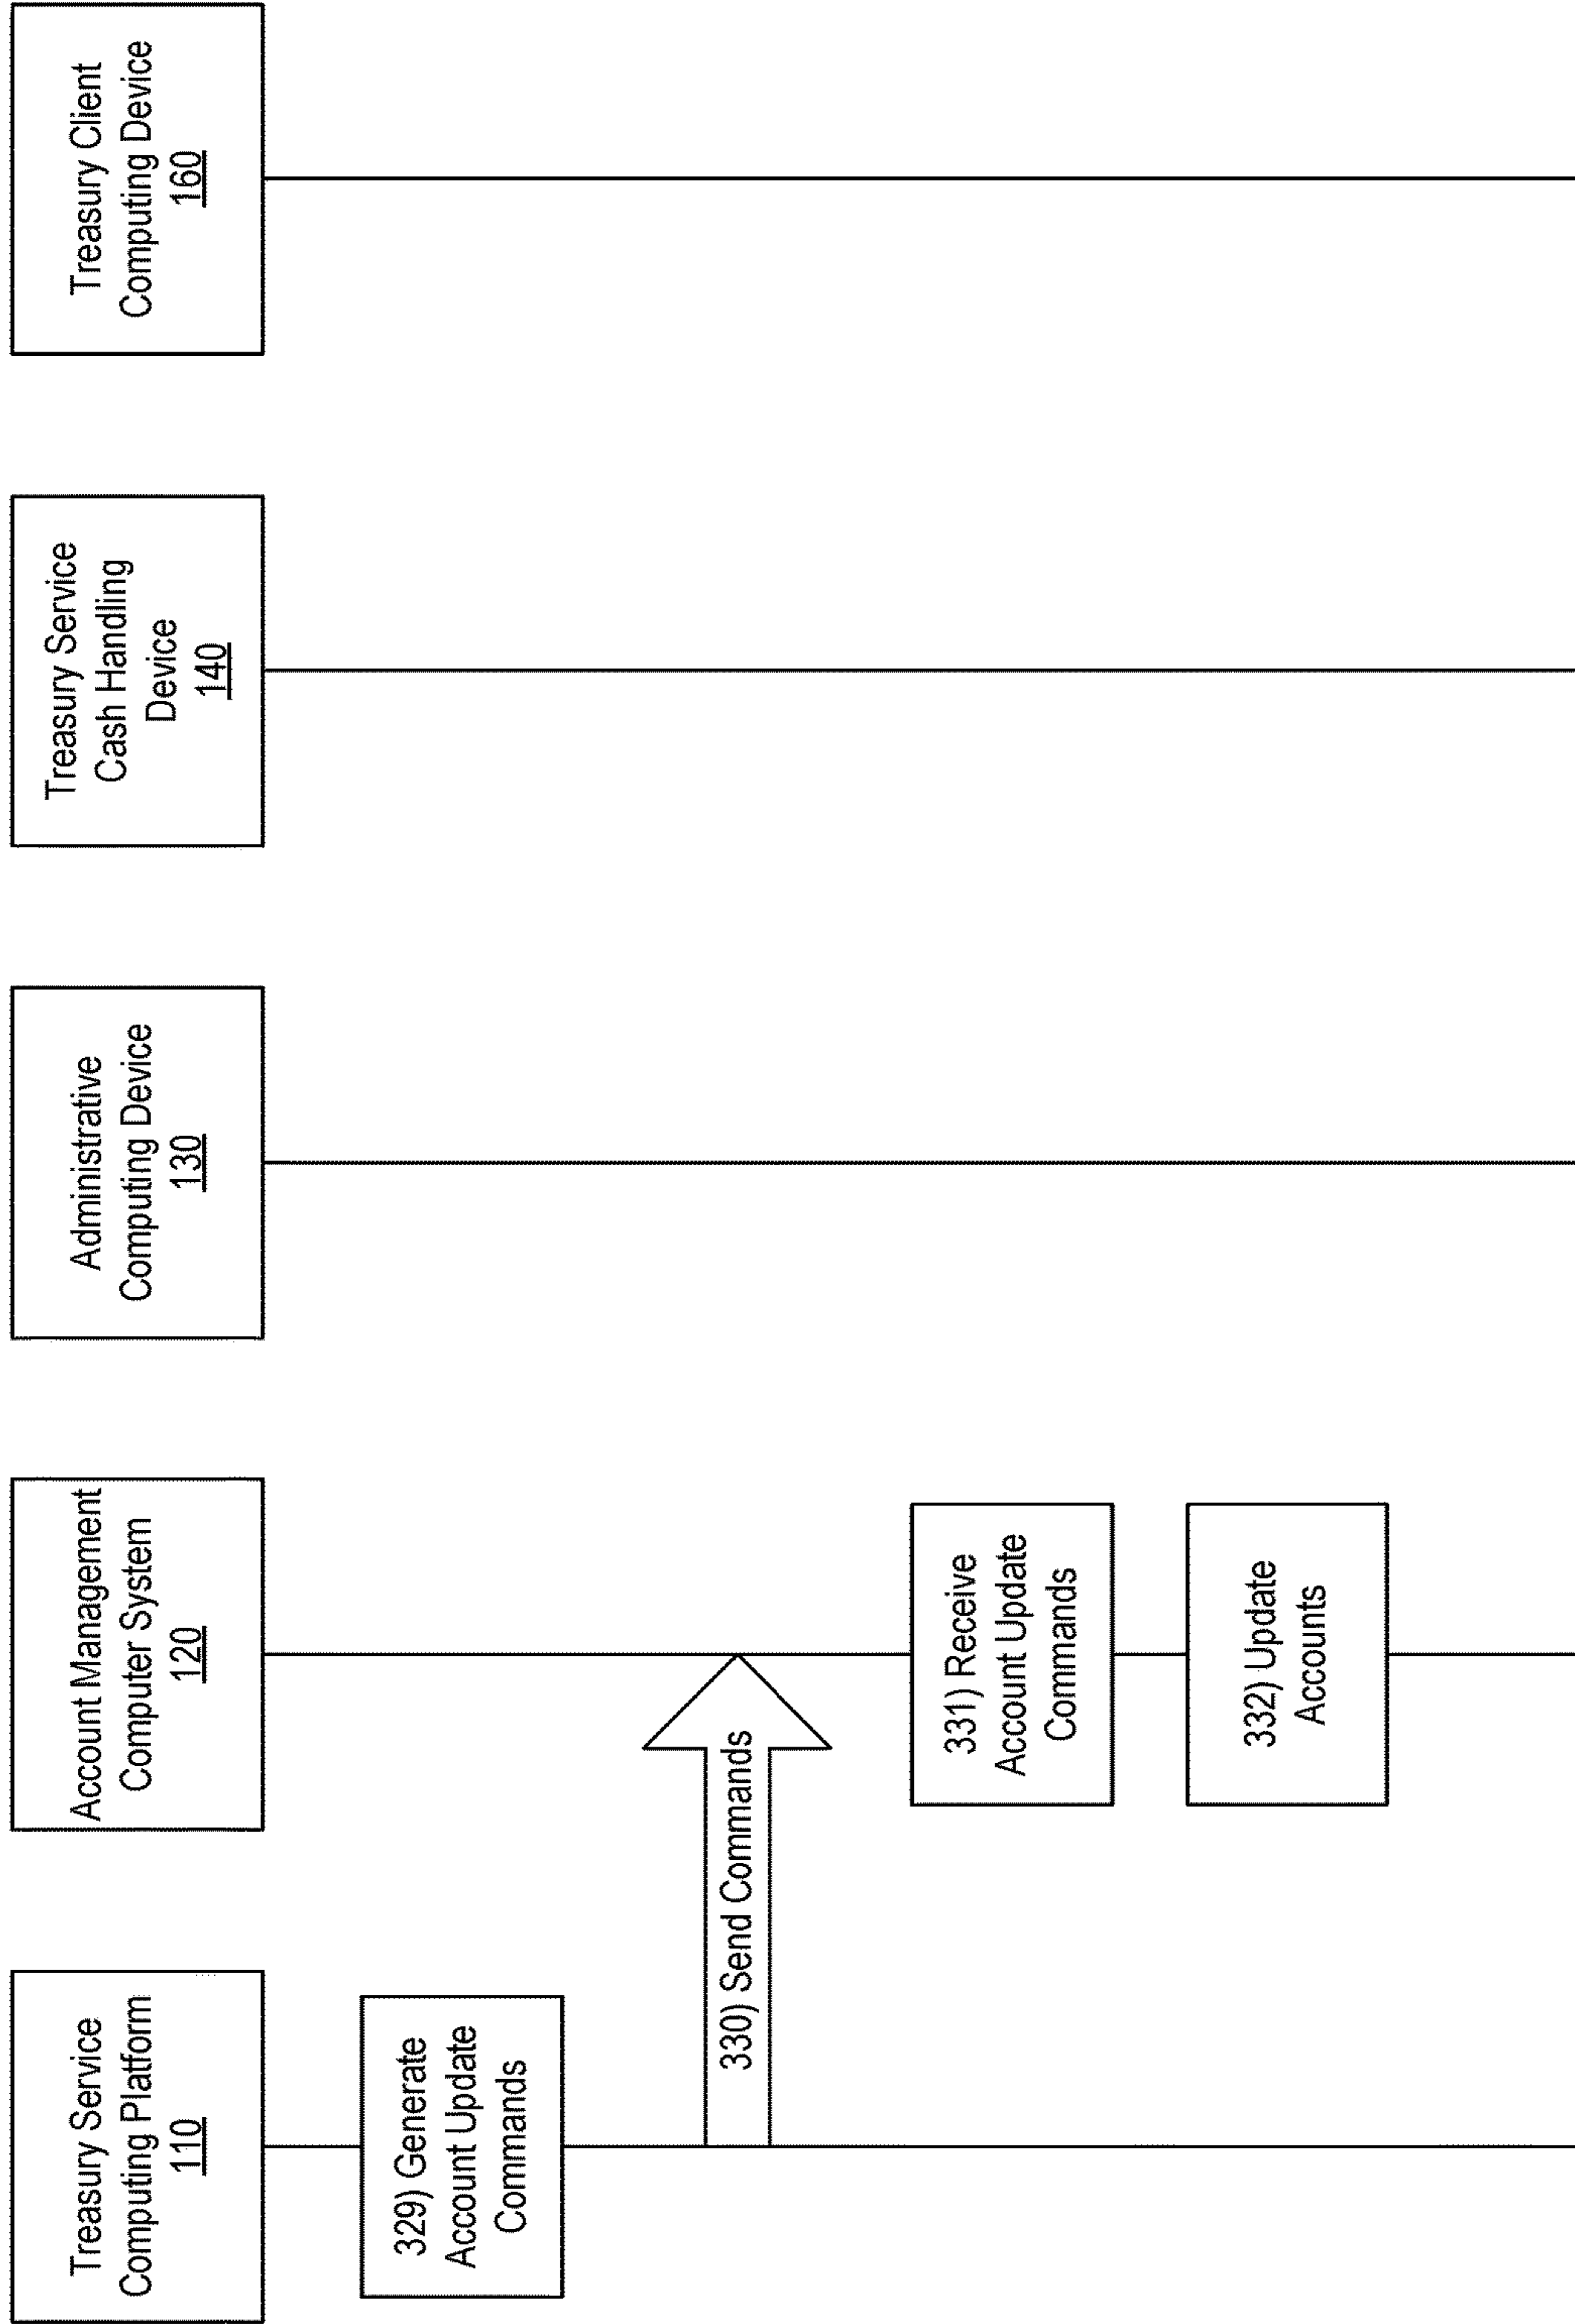 Treasury Service
Computing Platform
110
Account Management
Computer System
120
Administrative
Computing Device
130
Treasury Service
Cash Handling
Device
140
Treasury Client
Computing Device
160
329) Generate
Account Update
Commands
330) Send Commands
331) Receive
Account Update
Commands
332) Update
Accounts